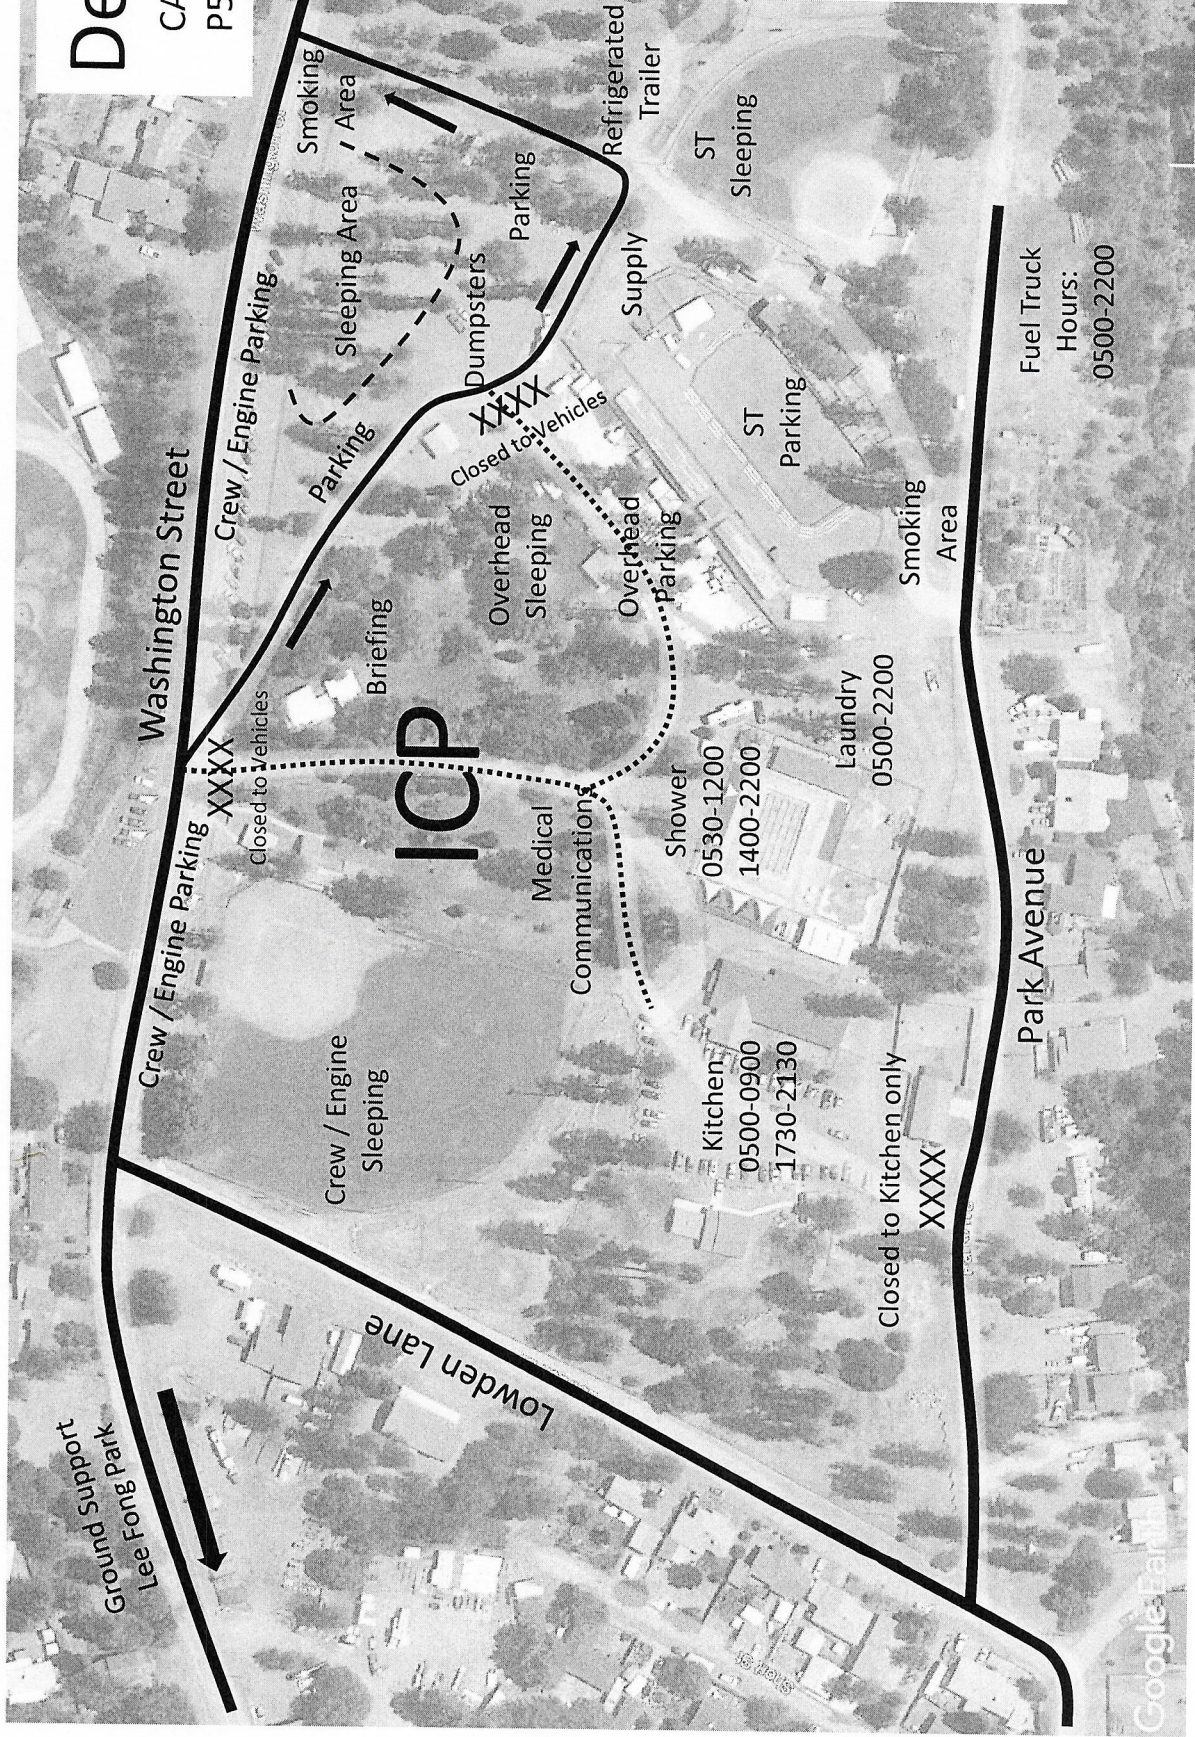 Ground Support
Lee Fong Park
Washington Street
De
CA
P5
Crew / Engine Parking
Crew / Engine Parking
XXXX
Closed to Vehicles
Smoking
Area
Sleeping Area
Parking
Crew / Engine
Sleeping
Briefing
ICP
Lowden Lane
Dumpsters
Parking
XXXX
Closed to Vehicles
Overhead
Sleeping
Medical
Communications
Overhead
Parking
Supply
Refrigerated
Trailer
Shower
0530-1200
1400-2200
Kitchen:
0500-0900
1730-2130
ST
Parking
ST
Sleeping
Laundry
0500-2200
Closed to Kitchen only
XXXX
Smoking
Area
Park Avenue
Fuel Truck
Hours:
0500-2200
Google Earth